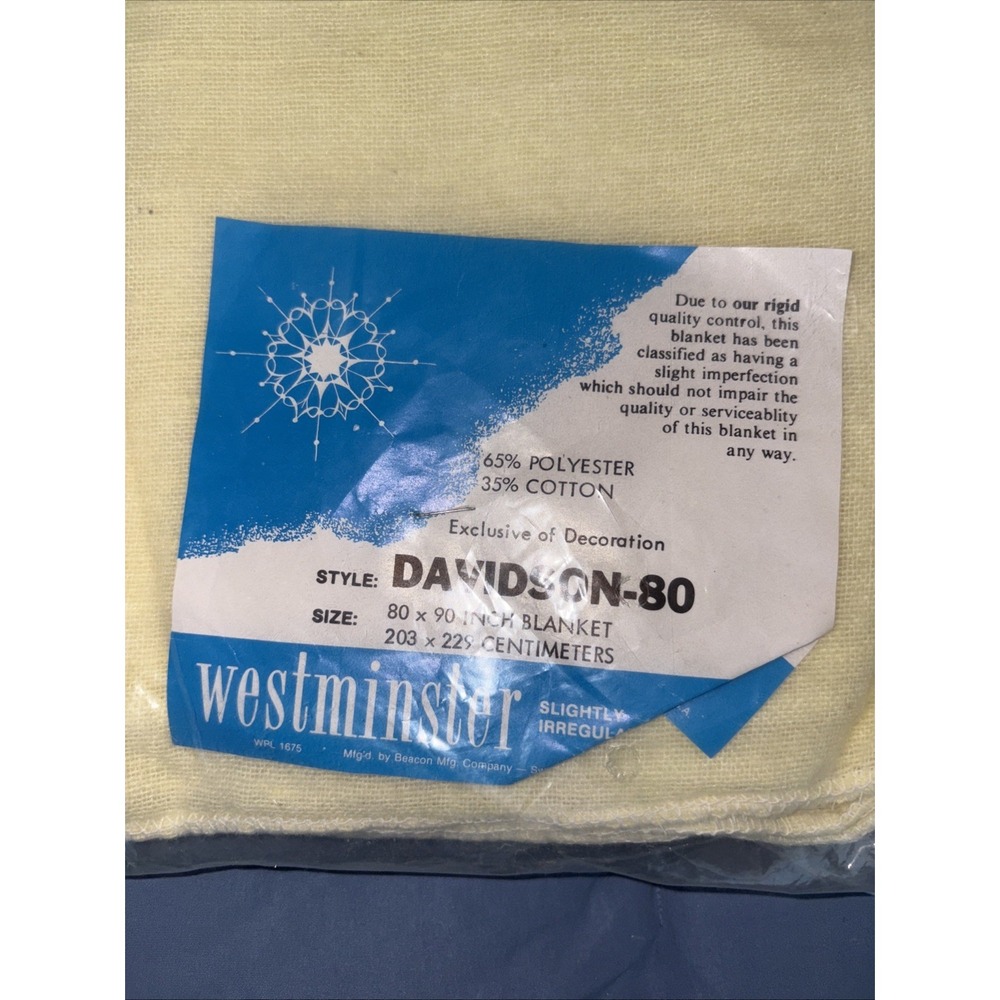 Due to our rigid
quality control, this
blanket has been
classified as having a
slight imperfection
which should not impair the
quality or serviceablity
of this blanket in
any way.
65% POLYESTER
35% COTTON
Exclusive of Decoration
STYLE: DAVIDSON-80
SIZE: 80 x 90 INCH BLANKET
203 x 229 CENTIMETERS
westminster
SLIGHTLY
WPL 1675
Mfg'd. by Beacon Mfg. Company —